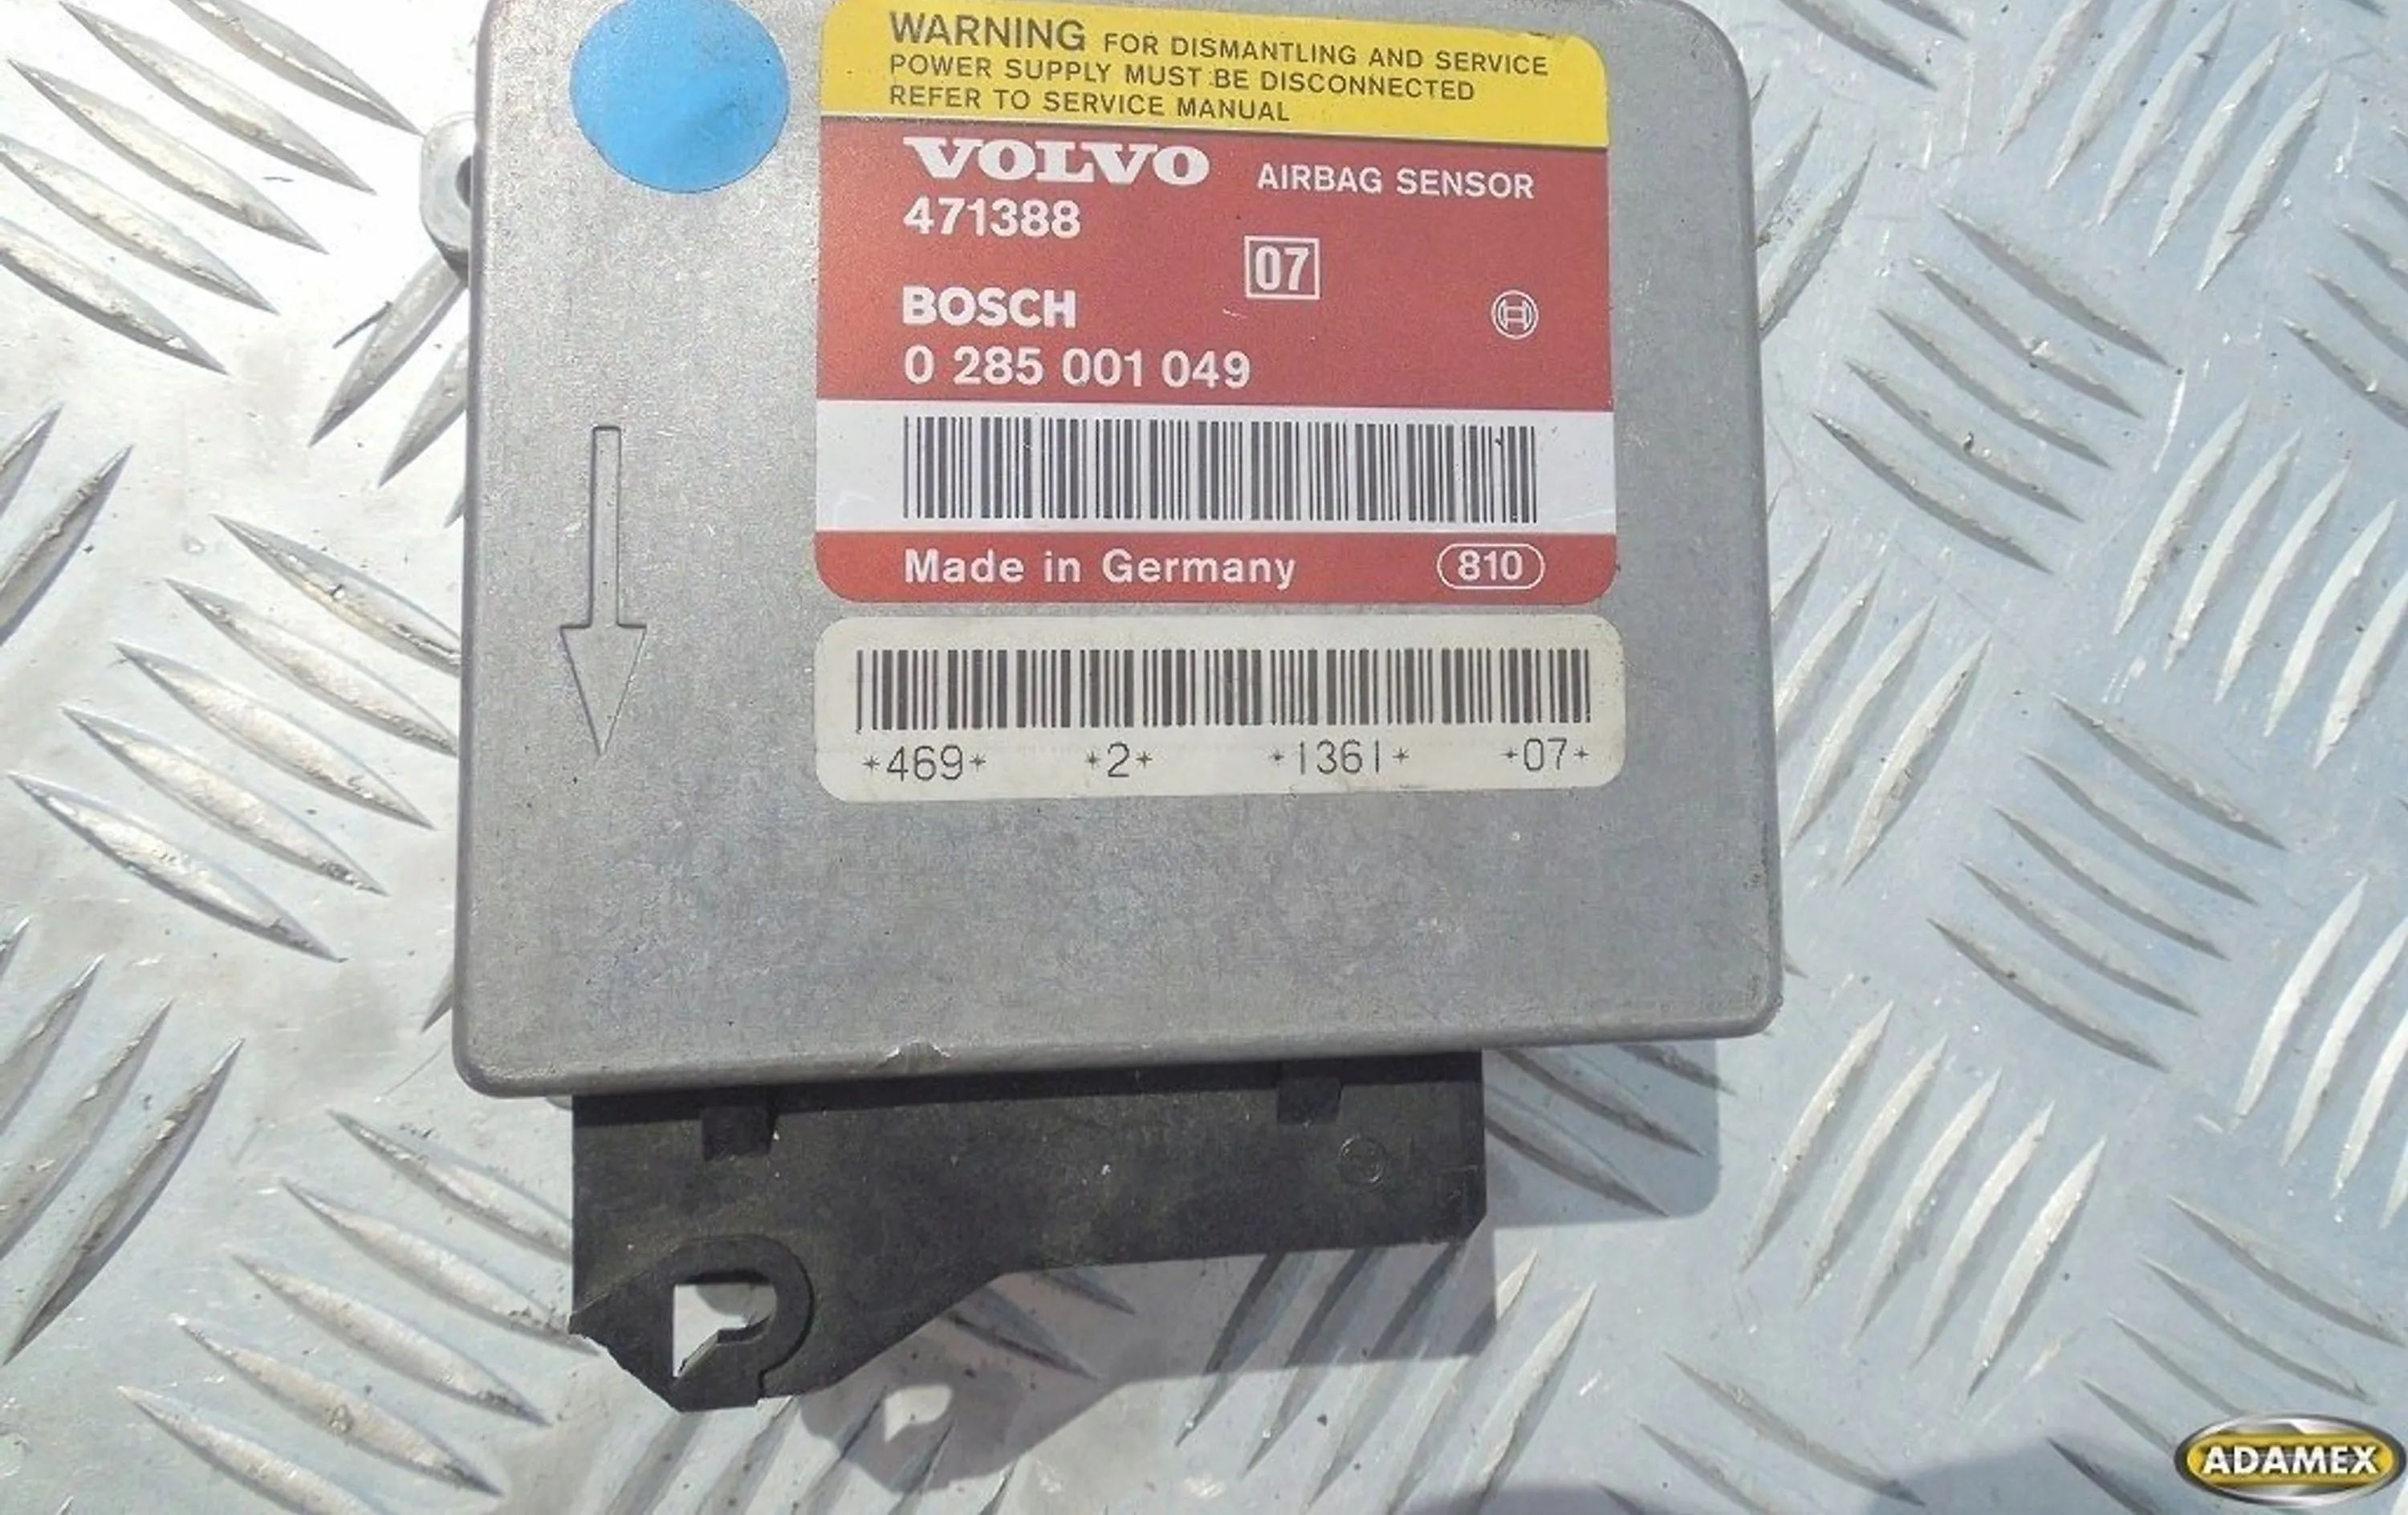 WARNING FOR DISMANTLING AND SERVICE
POWER SUPPLY MUST BE DISCONNECTED
REFER TO SERVICE MANUAL
VOLVO AIRBAG SENSOR
471388
07
BOSCH
0 285 001 049
Made in Germany 810
*469* *2* *1361* *07*
ADAMEX